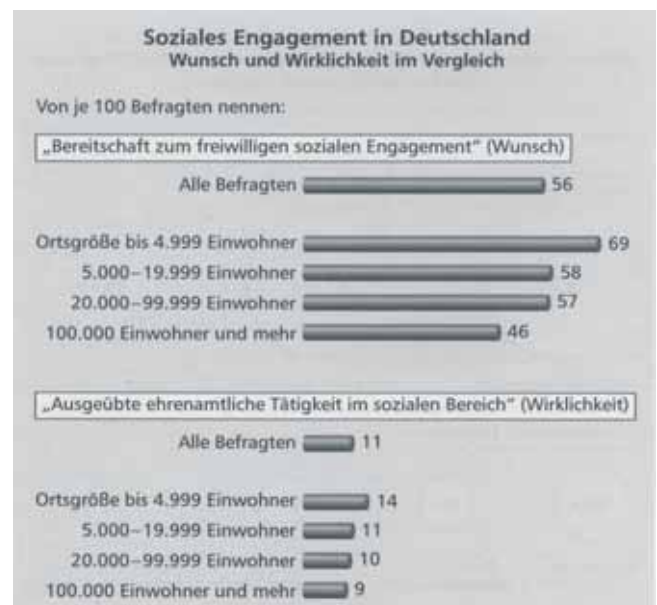 Soziales Engagement in Deutschland
Wunsch und Wirklichkeit im Vergleich
Von je 100 Befragten nennen:
„Bereitschaft zum freiwilligen sozialen Engagement“ (Wunsch)
Alle Befragten 56
Ortsgröße bis 4.999 Einwohner 69
5.000–19.999 Einwohner 58
20.000–99.999 Einwohner 57
100.000 Einwohner und mehr 46
„Ausgeübte ehrenamtliche Tätigkeit im sozialen Bereich“ (Wirklichkeit)
Alle Befragten 11
Ortsgröße bis 4.999 Einwohner 14
5.000–19.999 Einwohner 11
20.000–99.999 Einwohner 10
100.000 Einwohner und mehr 9